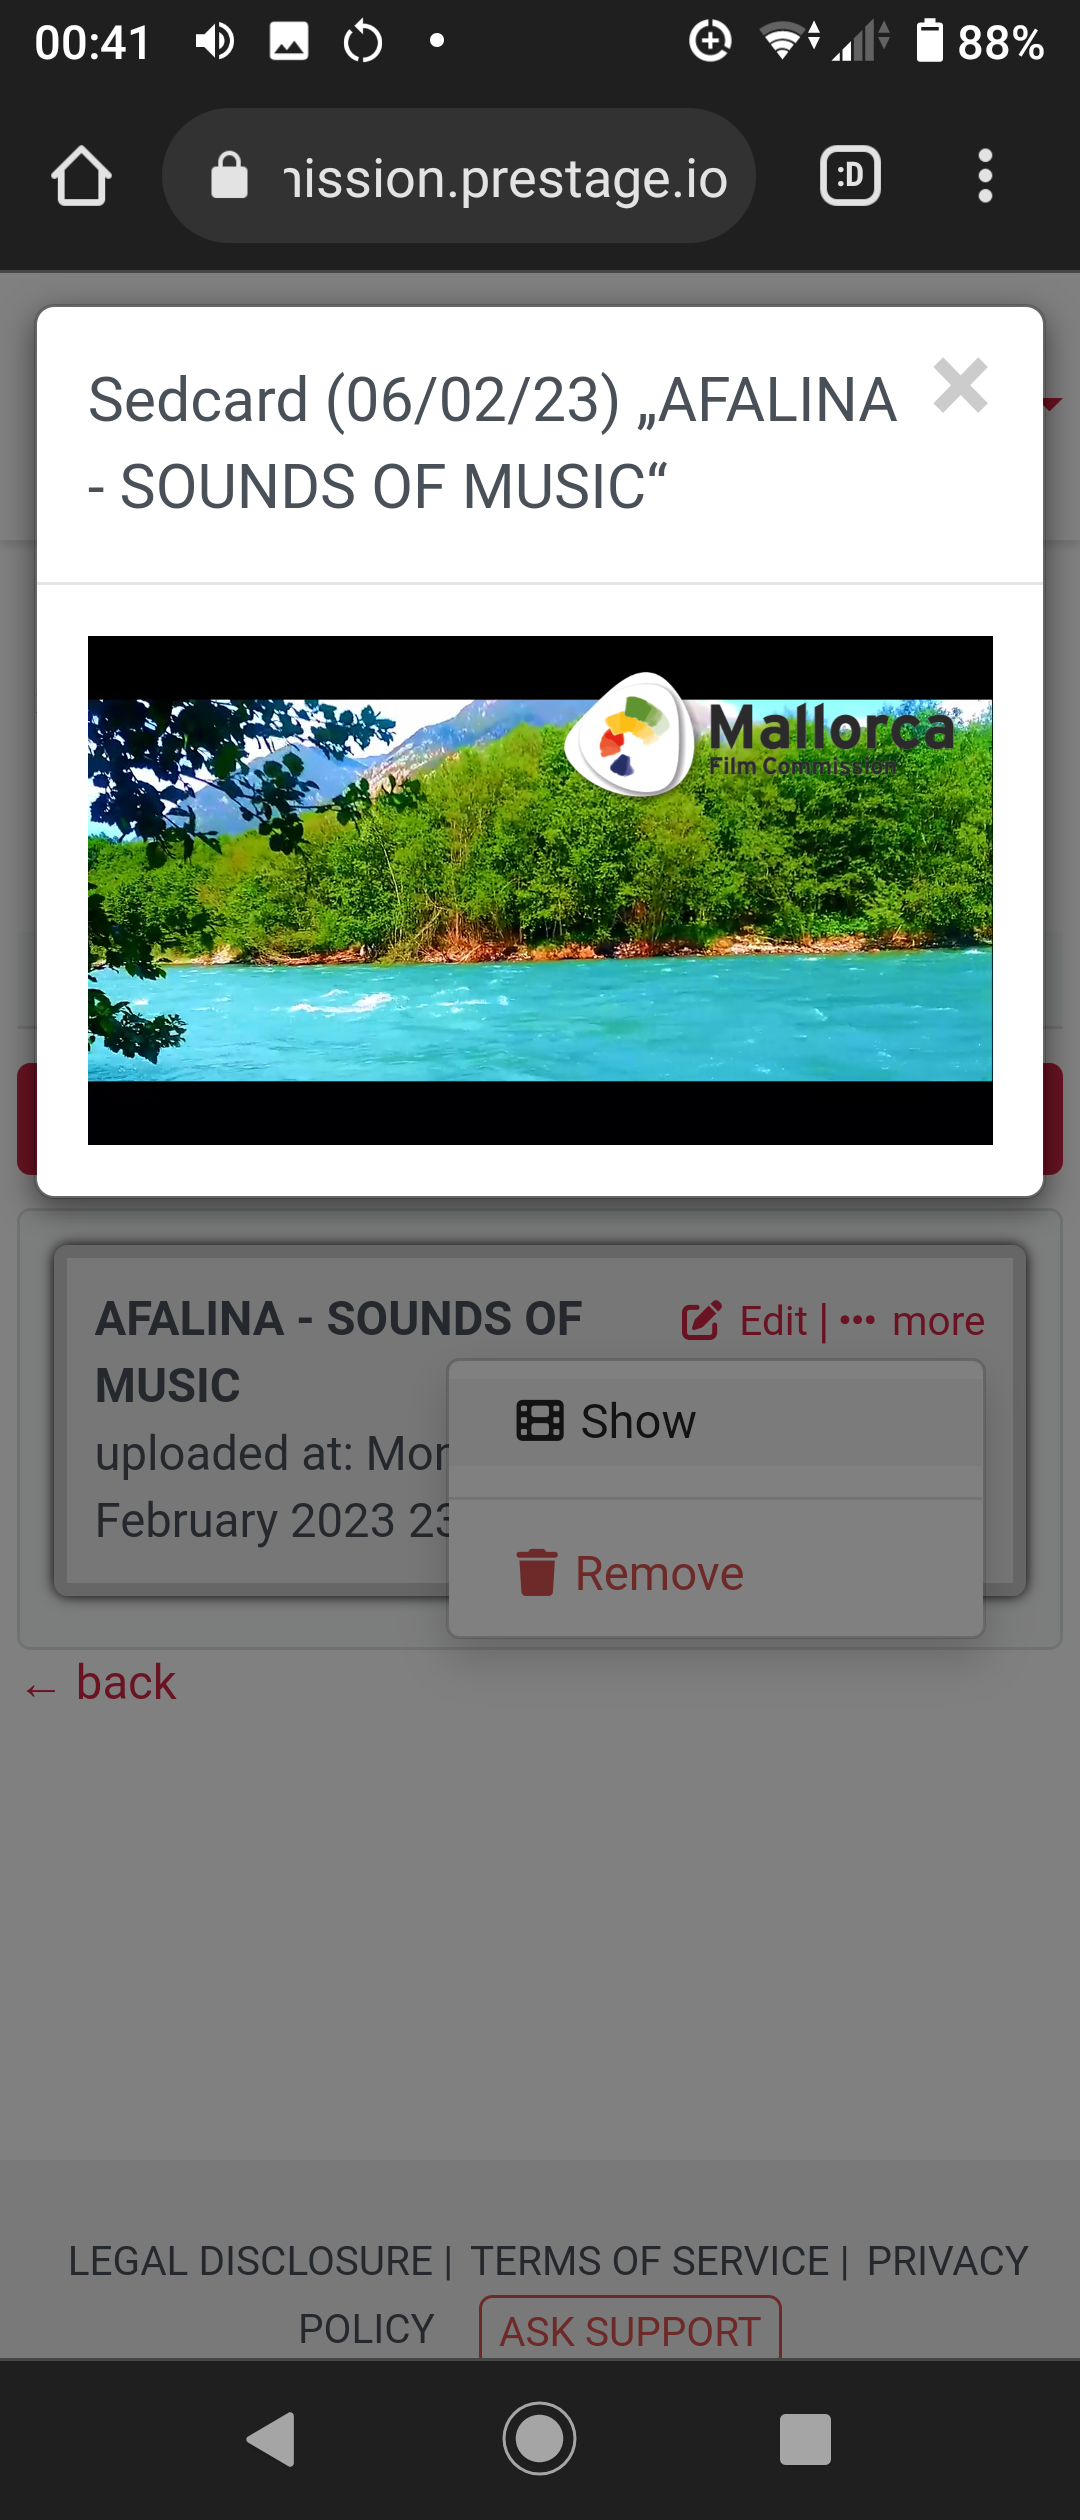 00:41
88%
ission.prestage.io
:D
Sedcard (06/02/23) „AFALINA
- SOUNDS OF MUSIC“
Mallorca
Film Commission
AFALINA - SOUNDS OF
MUSIC
Edit | ••• more
uploaded at: Mon
February 2023 23
Show
Remove
← back
LEGAL DISCLOSURE | TERMS OF SERVICE | PRIVACY
POLICY ASK SUPPORT